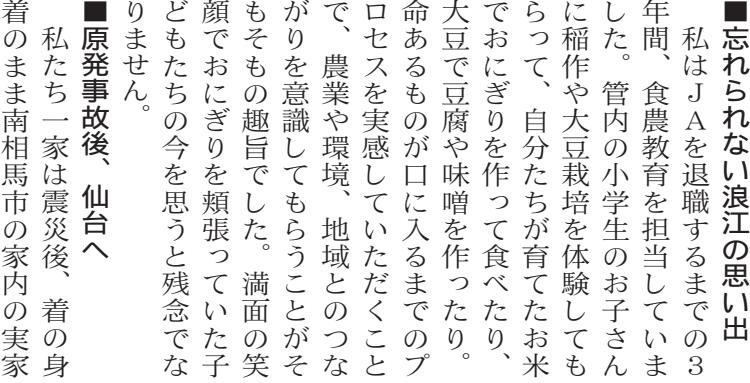 ■忘れられない浪江の思い出
私はＪＡを退職するまでの３
年間、食農教育を担当していま
した。管内の小学生のお子さん
に稲作や大豆栽培を体験しても
らって、自分たちが育てたお米
でおにぎりを作って食べたり、
大豆で豆腐や味噌を作ったり。
命あるものが口に入るまでのプ
ロセスを実感していただくこと
で、農業や環境、地域とのつな
がりを意識してもらうことがそ
もそもの趣旨でした。満面の笑
顔でおにぎりを頬張っていた子
どもたちの今を思うと残念でな
りません。
■原発事故後、仙台へ
私たち一家は震災後、着の身
着のまま南相馬市の家内の実家